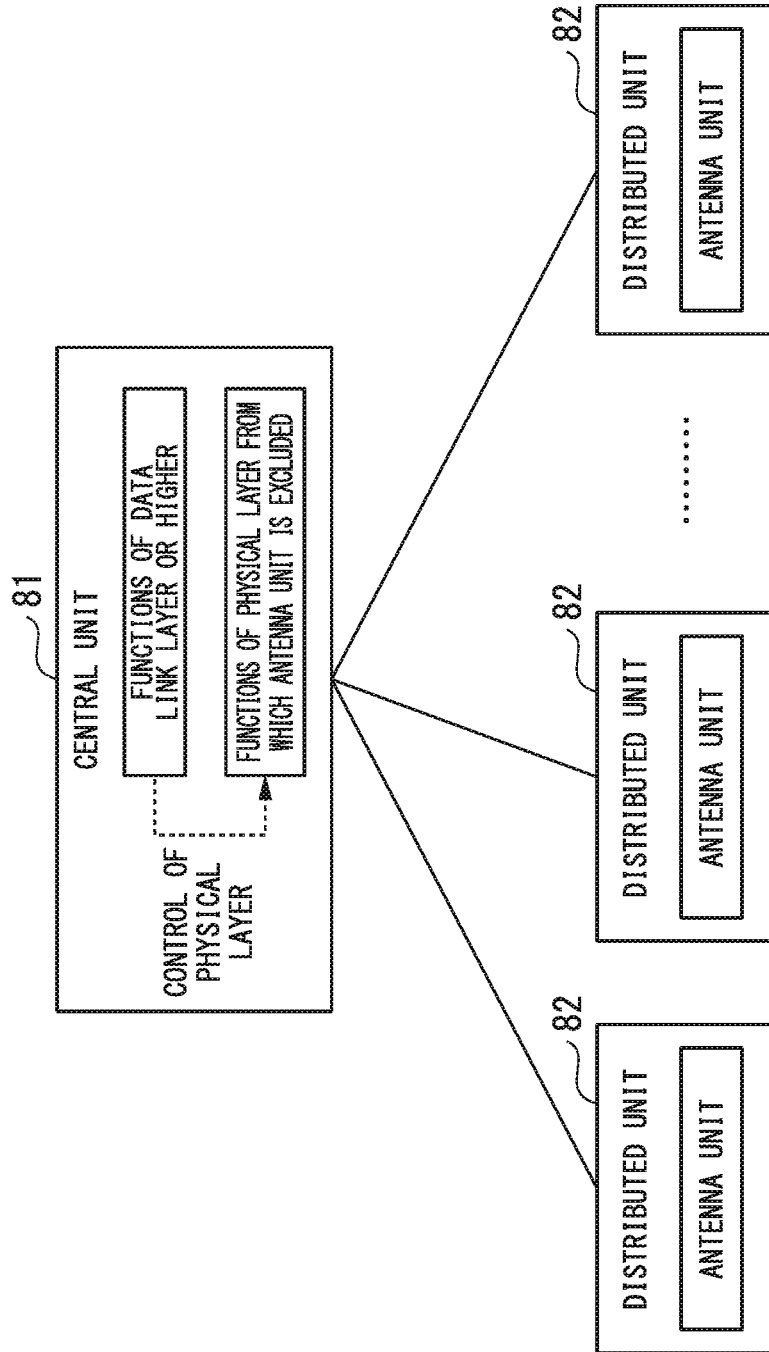 81
CENTRAL UNIT
FUNCTIONS OF DATA
LINK LAYER OR HIGHER
FUNCTIONS OF PHYSICAL LAYER FROM
WHICH ANTENNA UNIT IS EXCLUDED
CONTROL OF
PHYSICAL
LAYER
82
DISTRIBUTED UNIT
ANTENNA UNIT
82
DISTRIBUTED UNIT
ANTENNA UNIT
.........
82
DISTRIBUTED UNIT
ANTENNA UNIT